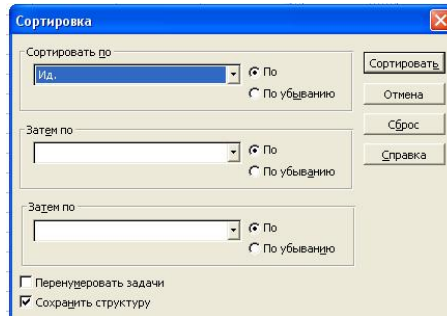 Сортировка
Сортировать по
Ид.
По
По убыванию
Сортировать
Отмена
Сброс
Справка
Затем по
По
По убыванию
Затем по
По
По убыванию
Перенумеровать задачи
Сохранить структуру